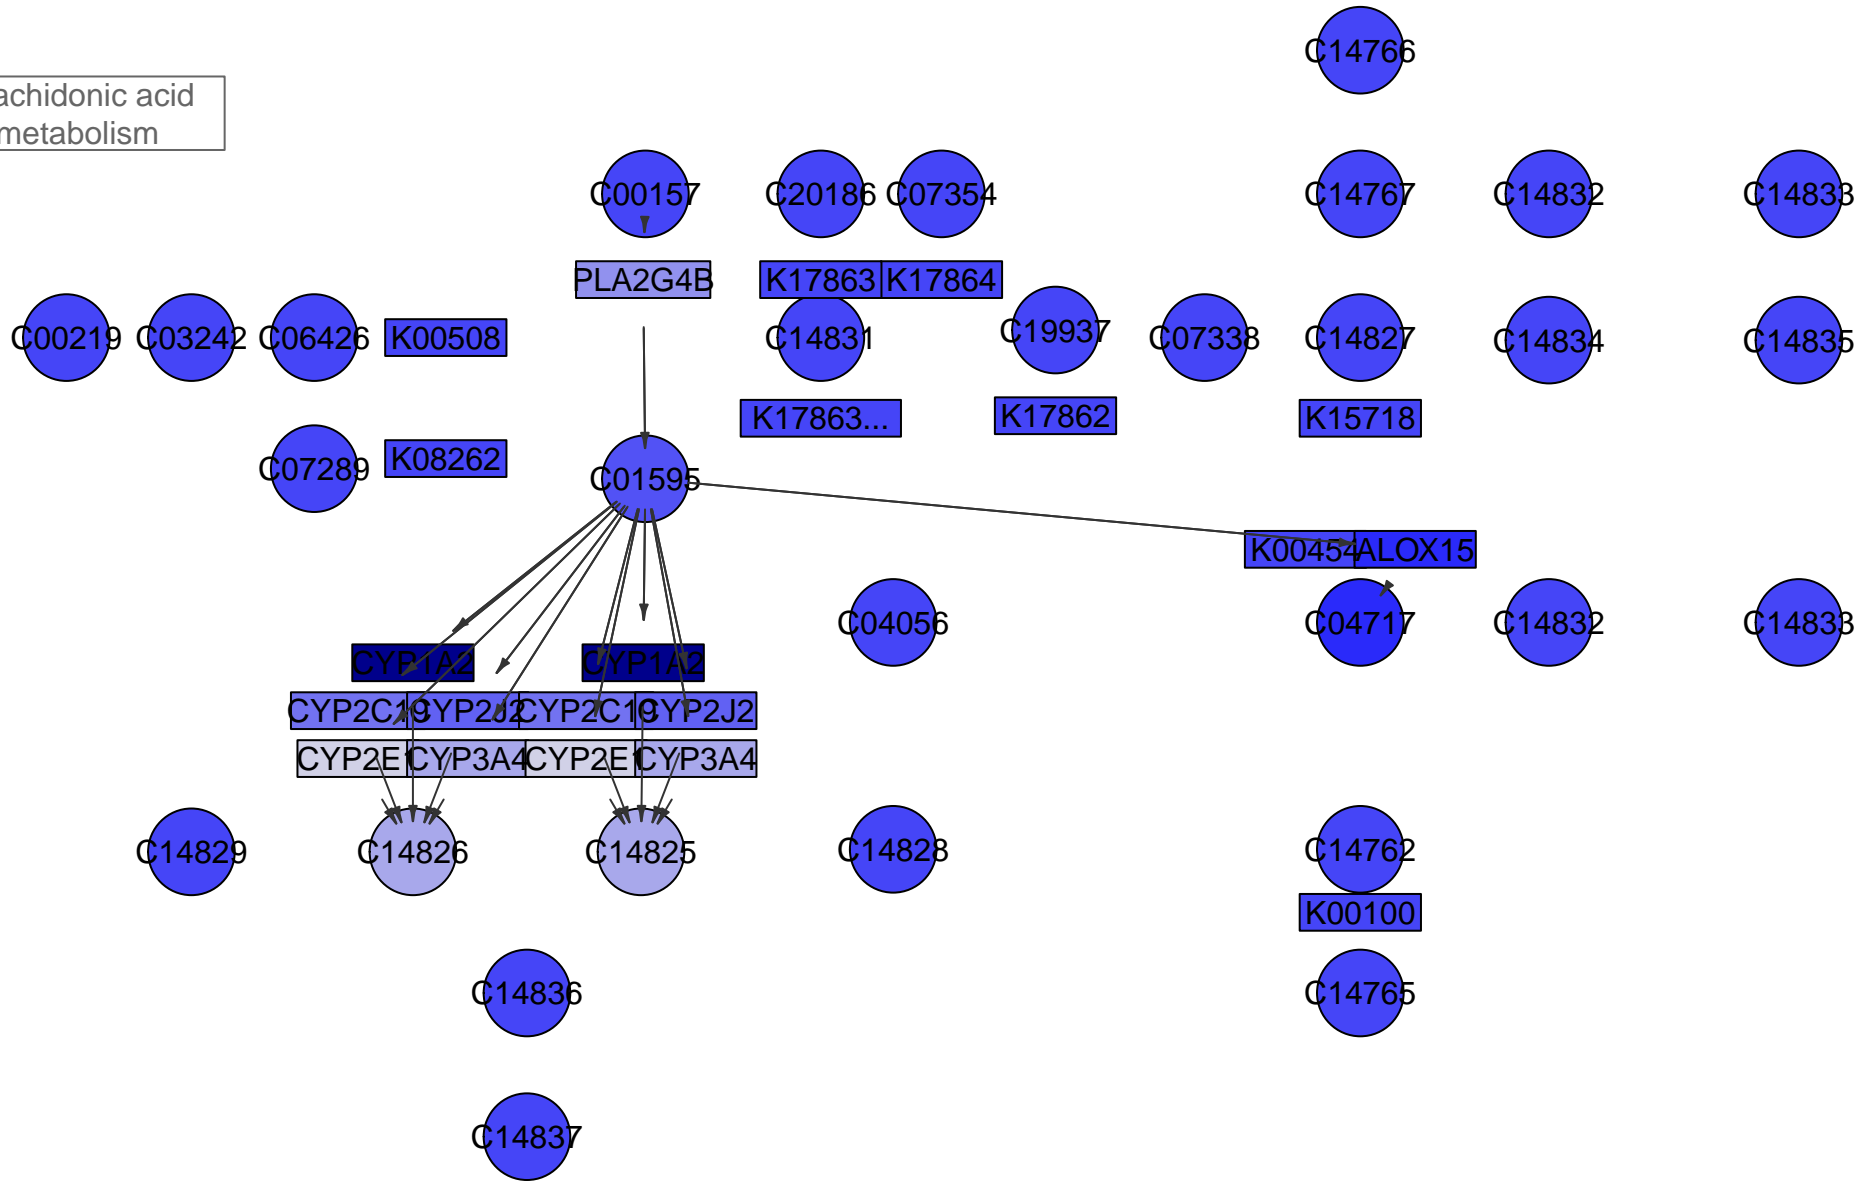 C14766
achidonic acid
metabolism
C00157
C20186
C07354
C14767
C14832
C14833
PLA2G4B
K17863
K17864
C00219
C03242
C06426
K00508
C14831
C19937
C07338
C14827
C14834
C14835
K17863...
K17862
K15718
C07289
K08262
C01595
K00454
ALOX15
C04056
C04717
C14832
C14833
CYP1A2
CYP1A2
CYP2C19
CYP2J2
CYP2C19
CYP2J2
CYP2E1
CYP3A4
CYP2E1
CYP3A4
C14829
C14826
C14825
C14828
C14762
K00100
C14836
C14765
C14837